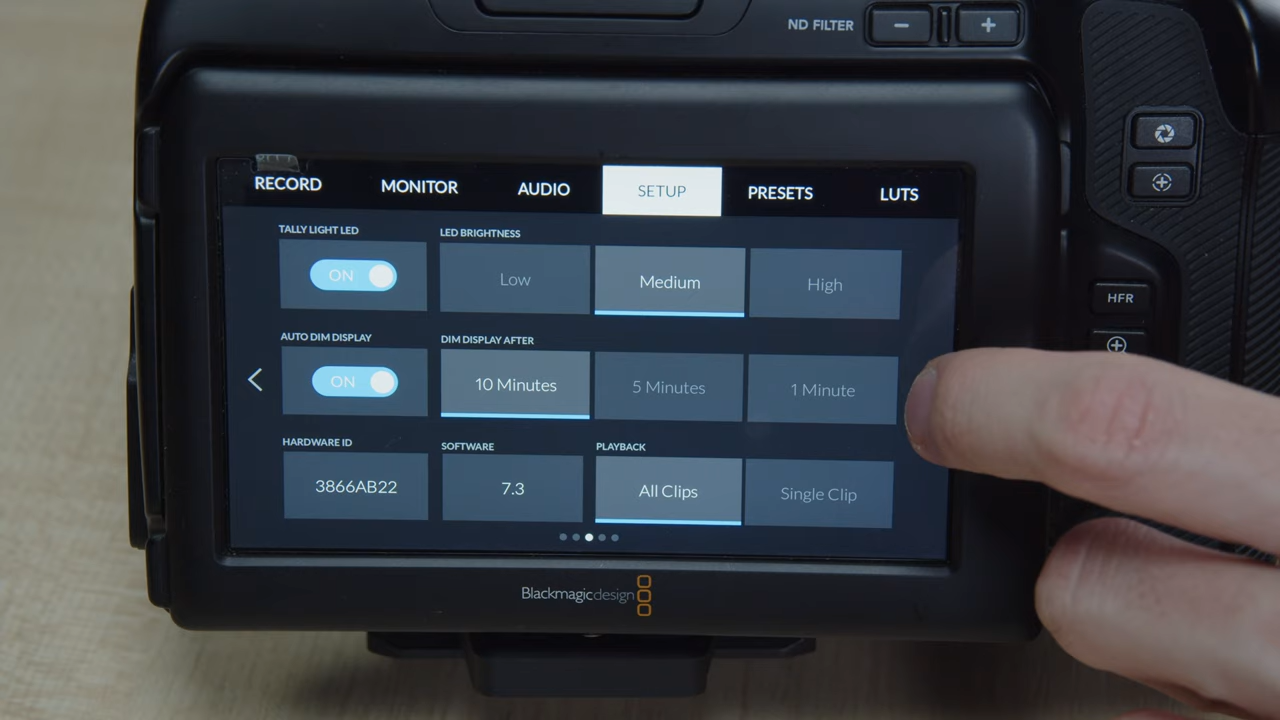 ND FILTER − +
RECORD MONITOR AUDIO SETUP PRESETS LUTS
TALLY LIGHT LED LED BRIGHTNESS
ON Low Medium High
HFR
AUTO DIM DISPLAY DIM DISPLAY AFTER
ON 10 Minutes 5 Minutes 1 Minute
HARDWARE ID SOFTWARE PLAYBACK
3866AB22 7.3 All Clips Single Clip
Blackmagicdesign